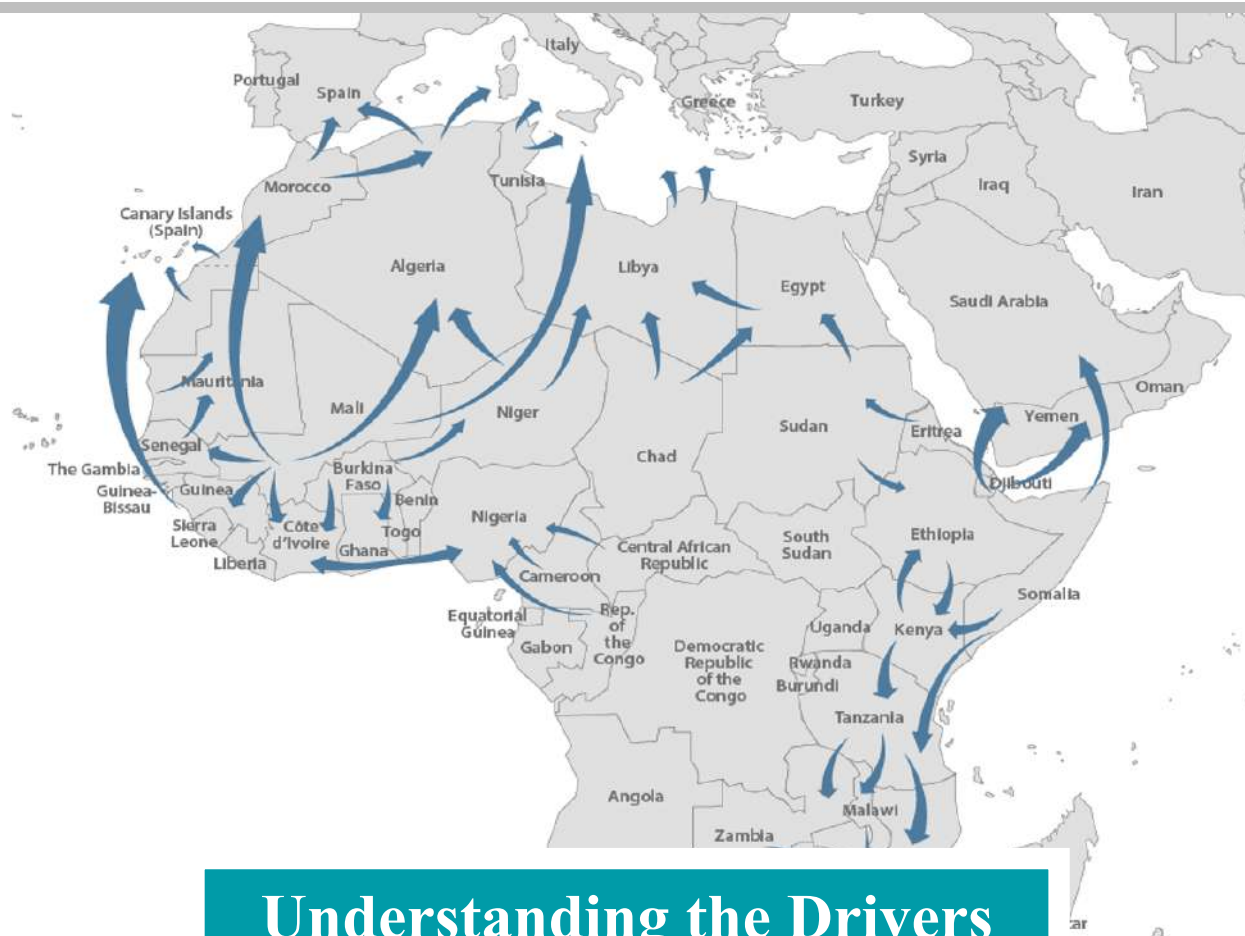 Italy
Portugal
Spain
Greece
Turkey
Syria
Iraq
Iran
Morocco
Tunisia
Canary Islands
(Spain)
Algeria
Libya
Egypt
Saudi Arabia
Mauritania
Mali
Niger
Chad
Sudan
Eritrea
Yemen
Oman
Senegal
The Gambia
Guinea-
Bissau
Guinea
Burkina
Faso
Benin
Djibouti
Sierra
Leone
Côte
d'Ivoire
Togo
Ghana
Nigeria
Liberia
Central African
Republic
South
Sudan
Ethiopia
Cameroon
Somalia
Equatorial
Guinea
Gabon
Rep.
of
the
Congo
Democratic
Republic
of the
Congo
Uganda
Kenya
Rwanda
Burundi
Tanzania
Angola
Malawi
Zambia
Understanding the Drivers